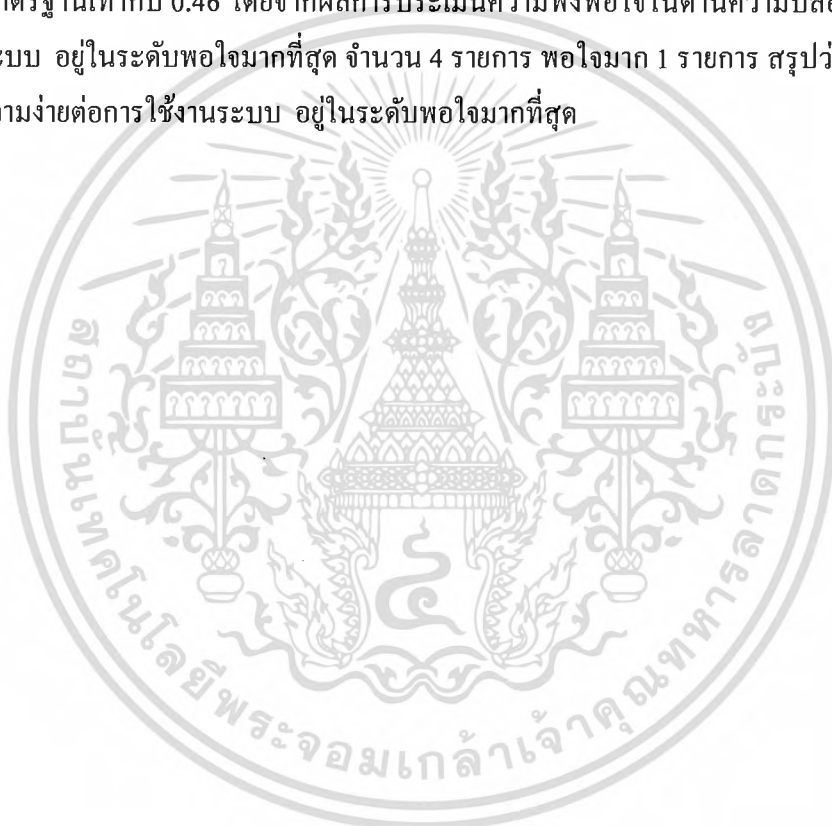 าตรฐานเท่ากับ 0.46 โดยจากผลการประเมินความพึงพอใจในด้านความปลอ
ะบบ อยู่ในระดับพอใจมากที่สุด จำนวน 4 รายการ พอใจมาก 1 รายการ สรุปว่
ามง่ายต่อการใช้งานระบบ อยู่ในระดับพอใจมากที่สุด
สถาบันเทคโนโลยีพระจอมเกล้าเจ้าคุณทหารลาดกระบัง
๔